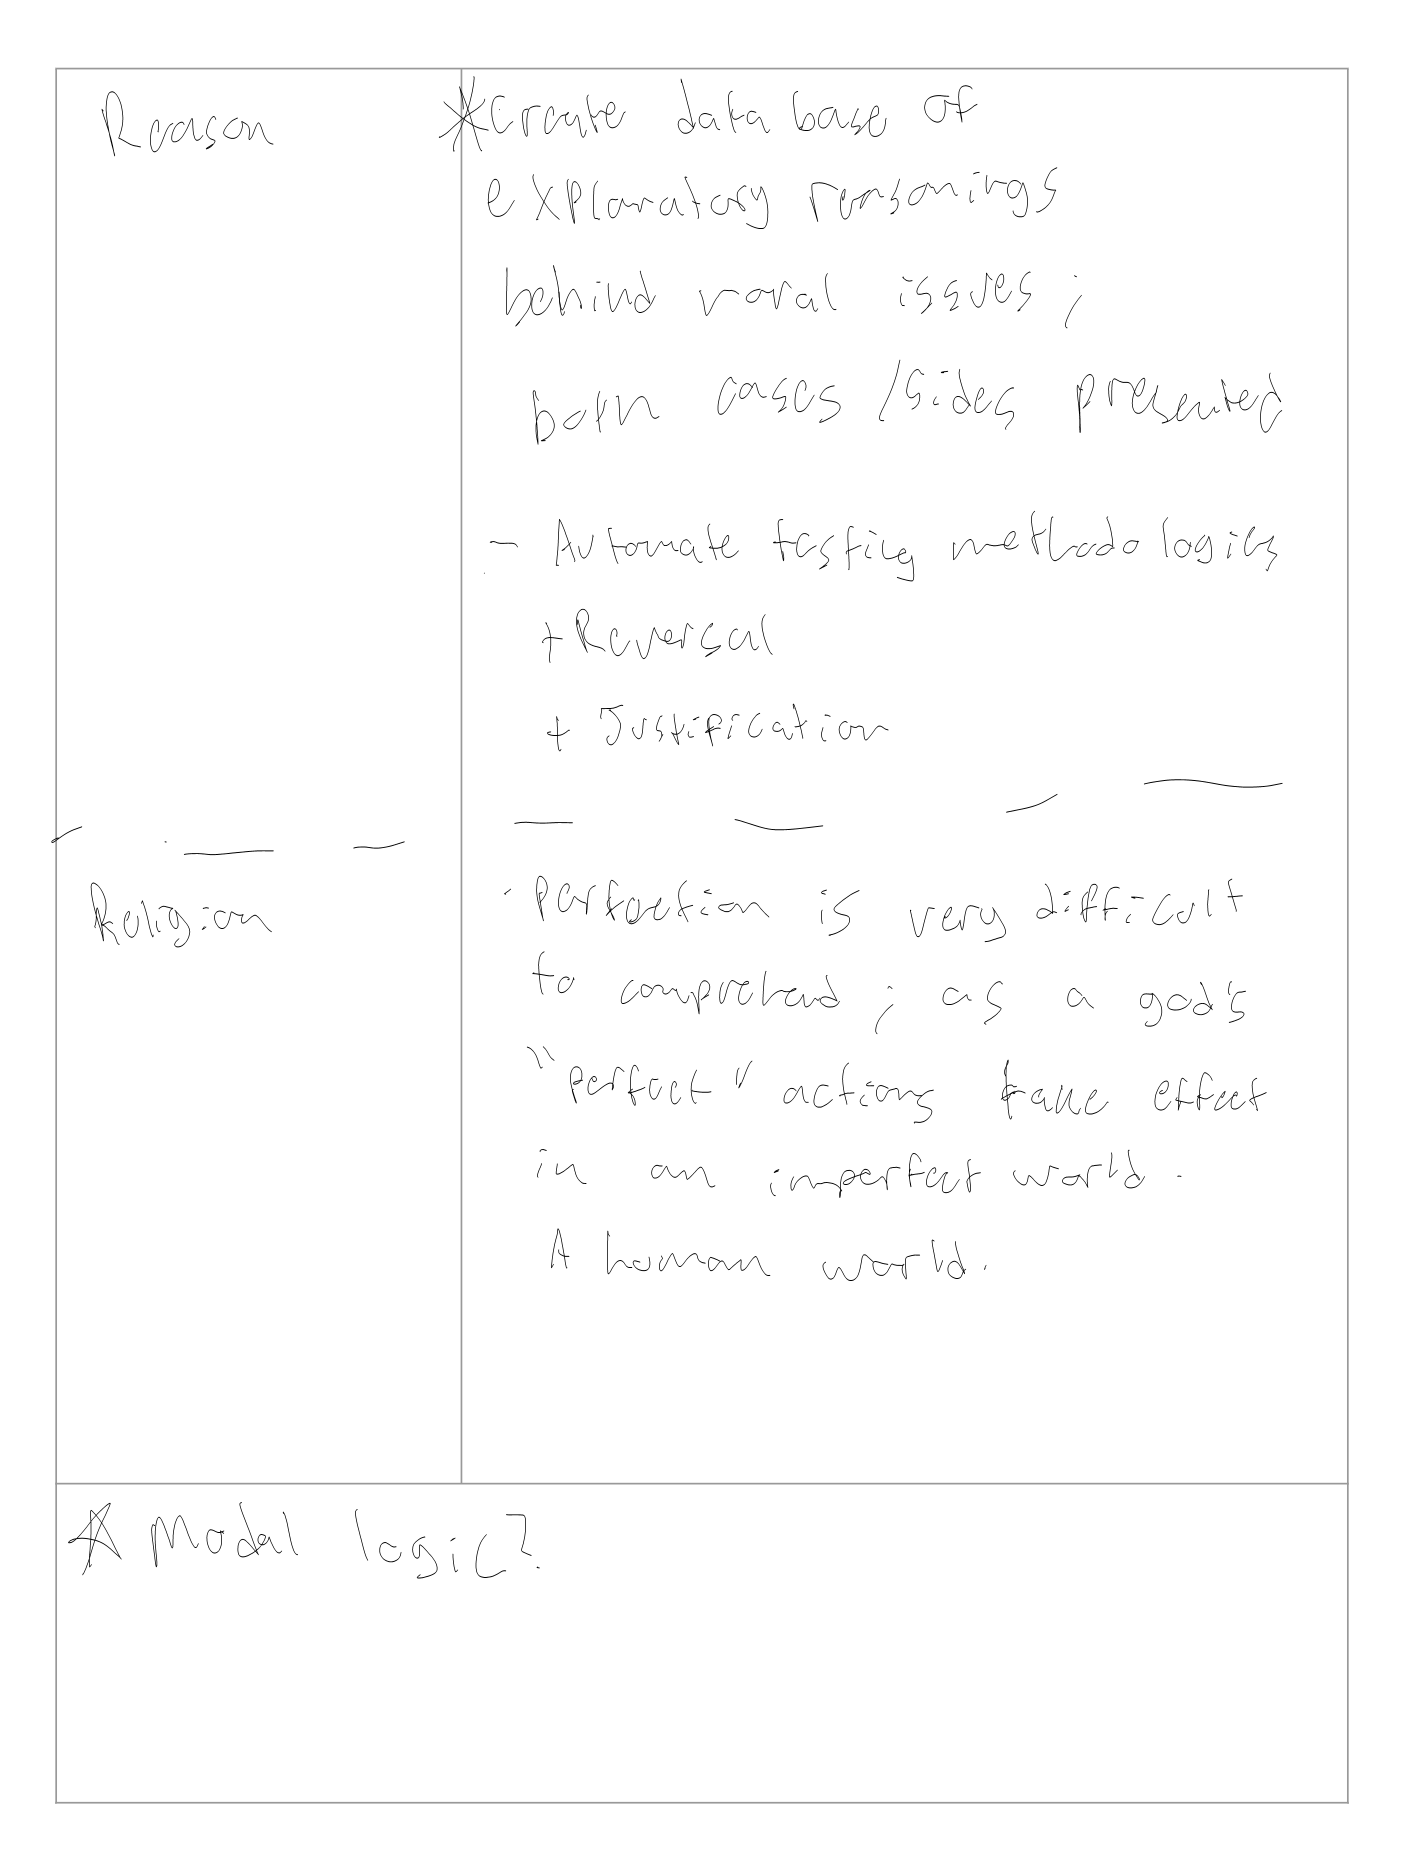 Reason
*Create data base of
explanatory reasonings
behind moral issues;
both cases/sides presented
- Automate testing methodologies
+ Reversal
+ Justification
Religion
· Perfection is very difficult
to comprehend; as a god's
"perfect" actions take effect
in an imperfect world.
A human world.
☆ Modal logic?